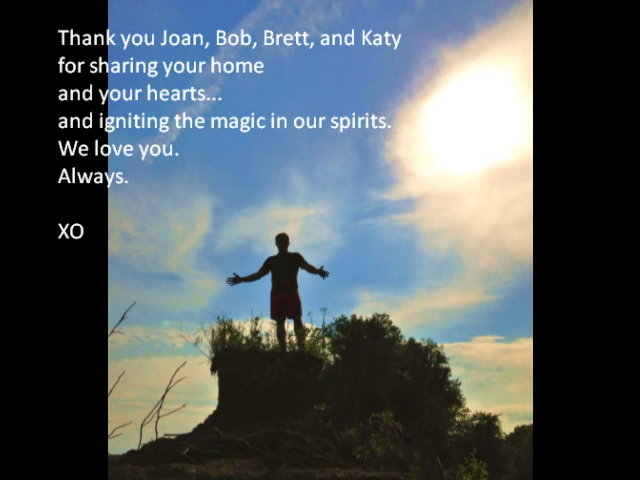 Thank you Joan, Bob, Brett, and Katy
for sharing your home
and your hearts...
and igniting the magic in our spirits.
We love you.
Always.
XO